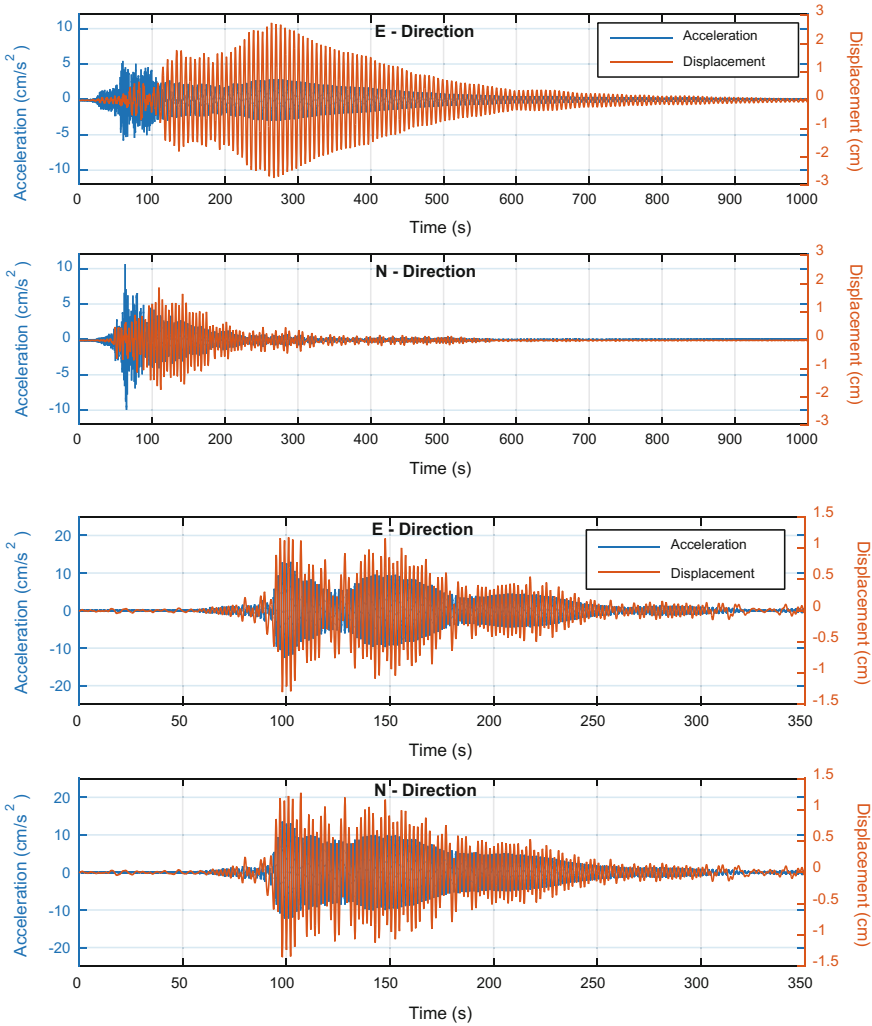 E - Direction
Acceleration
Displacement
Acceleration (cm/s2)
10
5
0
-5
-10
3
2
1
0
-1
-2
-3
Displacement (cm)
0 100 200 300 400 500 600 700 800 900 1000
Time (s)
N - Direction
Acceleration (cm/s2)
10
5
0
-5
-10
3
2
1
0
-1
-2
-3
Displacement (cm)
0 100 200 300 400 500 600 700 800 900 1000
Time (s)
E - Direction
Acceleration
Displacement
Acceleration (cm/s2)
20
10
0
-10
-20
1.5
1
0.5
0
-0.5
-1
-1.5
Displacement (cm)
0 50 100 150 200 250 300 350
Time (s)
N - Direction
Acceleration (cm/s2)
20
10
0
-10
-20
1.5
1
0.5
0
-0.5
-1
-1.5
Displacement (cm)
0 50 100 150 200 250 300 350
Time (s)